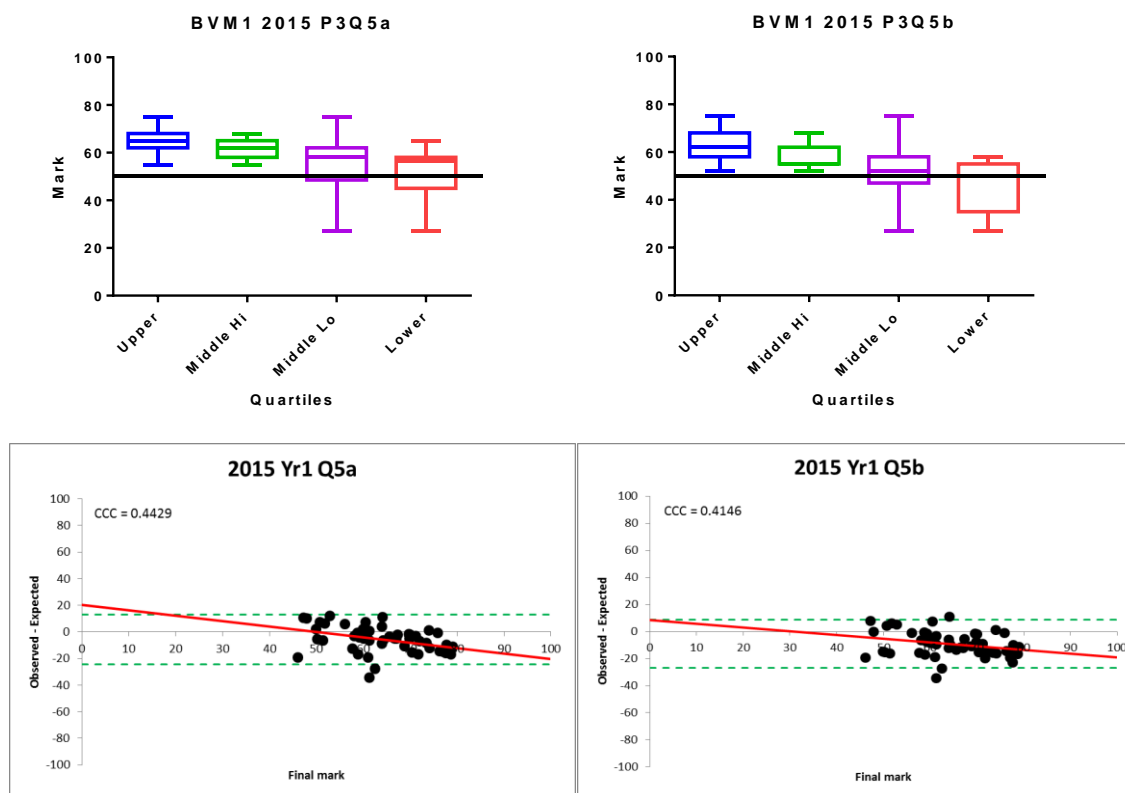 BVM1 2015 P3Q5a
100
80
60
40
20
0
Mark
Upper
Middle Hi
Middle Lo
Lower
Quartiles
BVM1 2015 P3Q5b
100
80
60
40
20
0
Mark
Upper
Middle Hi
Middle Lo
Lower
Quartiles
2015 Yr1 Q5a
CCC = 0.4429
100
80
60
40
20
0
-20
-40
-60
-80
-100
Observed - Expected
0 10 20 30 40 50 60 70 80 90 100
Final mark
2015 Yr1 Q5b
CCC = 0.4146
100
80
60
40
20
0
-20
-40
-60
-80
-100
Observed - Expected
0 10 20 30 40 50 60 70 80 90 100
Final mark